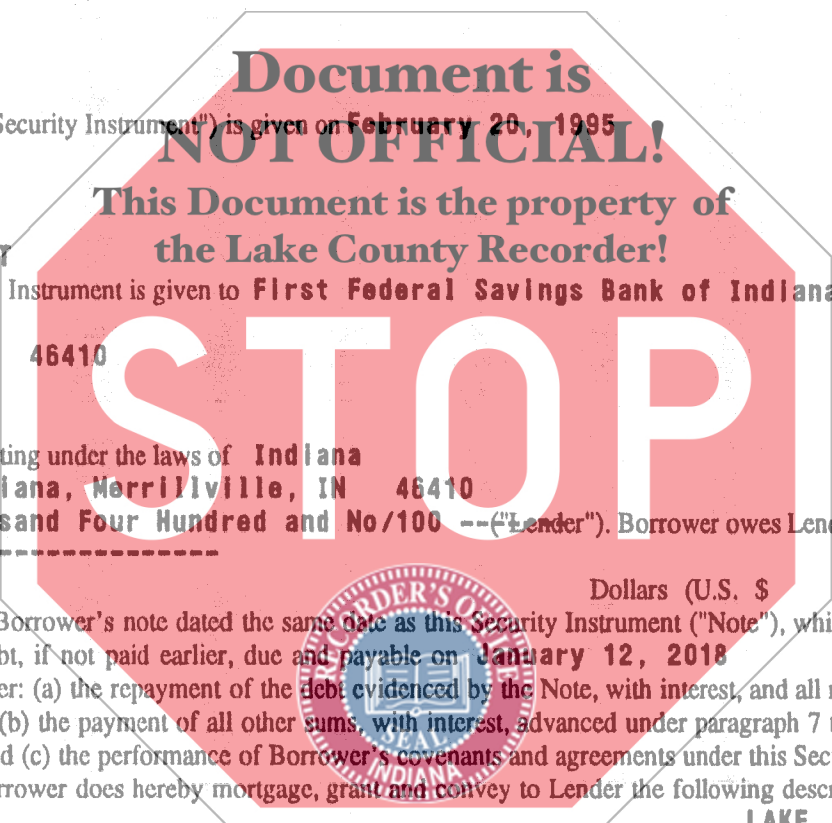 Document is
Security Instrument") is given on February 20, 1995
NOT OFFICIAL!
This Document is the property of
the Lake County Recorder!
Instrument is given to First Federal Savings Bank of Indiana
46410
STOP
ting under the laws of Indiana
iana, Merrillville, IN 46410
sand Four Hundred and No/100 --("Lender"). Borrower owes Lende
---------------
Dollars (U.S. $
Borrower's note dated the same date as this Security Instrument ("Note"), whi
bt, if not paid earlier, due and payable on January 12, 2018
er: (a) the repayment of the debt evidenced by the Note, with interest, and all r
(b) the payment of all other sums, with interest, advanced under paragraph 7 t
d (c) the performance of Borrower's covenants and agreements under this Sec
rrower does hereby mortgage, grant and convey to Lender the following descr
LAKE
RECORDER'S OFFICE
SEAL
INDIANA